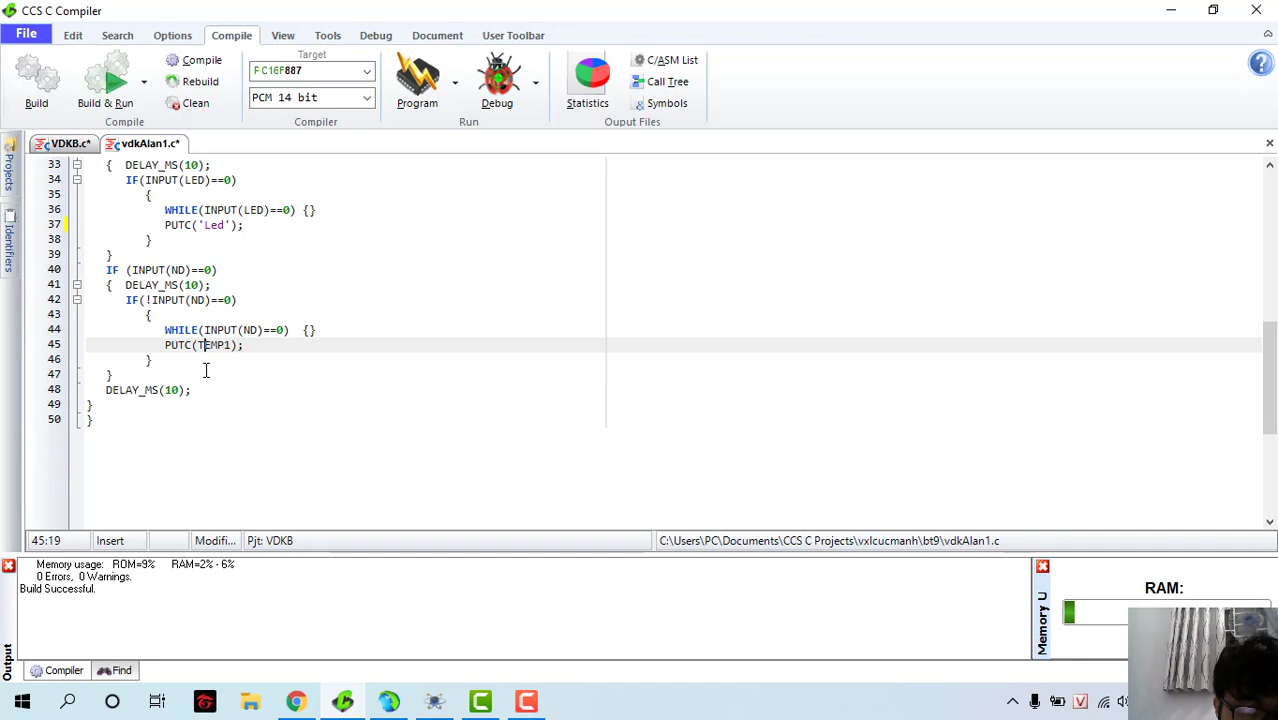 CCS C Compiler
File Edit Search Options Compile View Tools Debug Document User Toolbar
Build
Build & Run
Compile
Rebuild
Clean
Compile
Target
PIC16F887
PCM 14 bit
Compiler
Program
Debug
Run
Statistics
C/ASM List
Call Tree
Symbols
Ouput Files
Projects
Identifiers
VDKB.c* vdkAlan1.c*
33 { DELAY_MS(10);
34 IF(INPUT(LED)==0)
35 {
36 WHILE(INPUT(LED)==0) {}
37 PUTC('Led');
38 }
39 }
40 IF (INPUT(ND)==0)
41 { DELAY_MS(10);
42 IF(!INPUT(ND)==0)
43 {
44 WHILE(INPUT(ND)==0) {}
45 PUTC(TEMP1);
46 }
47 }
48 DELAY_MS(10);
49 }
50 }
45:19 Insert Modifi... Pjt: VDKB C:\Users\PC\Documents\CCS C Projects\vxlcucmanh\bt9\vdkAlan1.c
Memory usage: ROM=9% RAM=2% - 6%
0 Errors, 0 Warnings.
Build Successful.
Output
Compiler Find
Memory U
RAM: